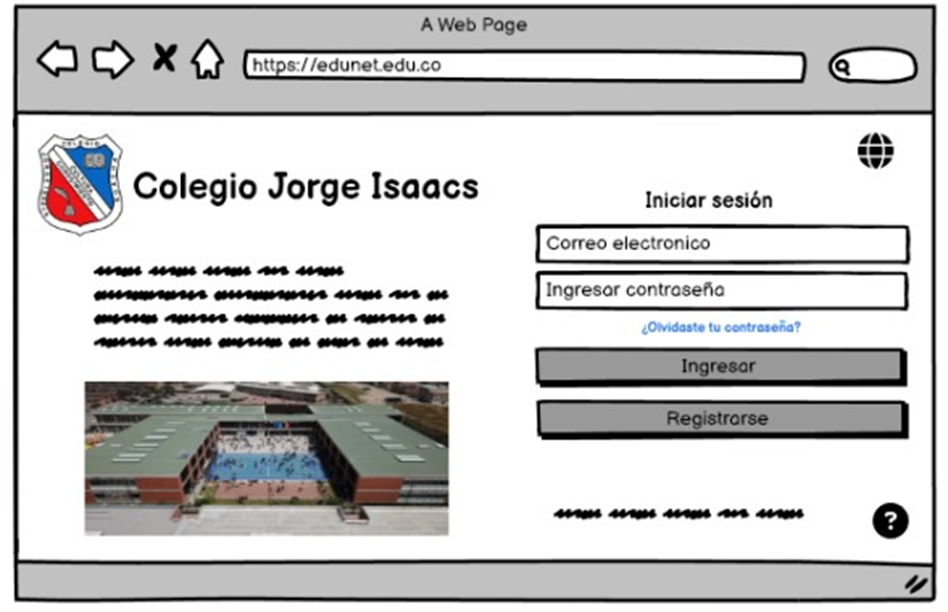 A Web Page
https://edunet.edu.co
COLEGIO
Colegio Jorge Isaacs
Iniciar sesión
Correo electronico
Ingresar contraseña
¿Olvidaste tu contraseña?
Ingresar
Registrarse
?